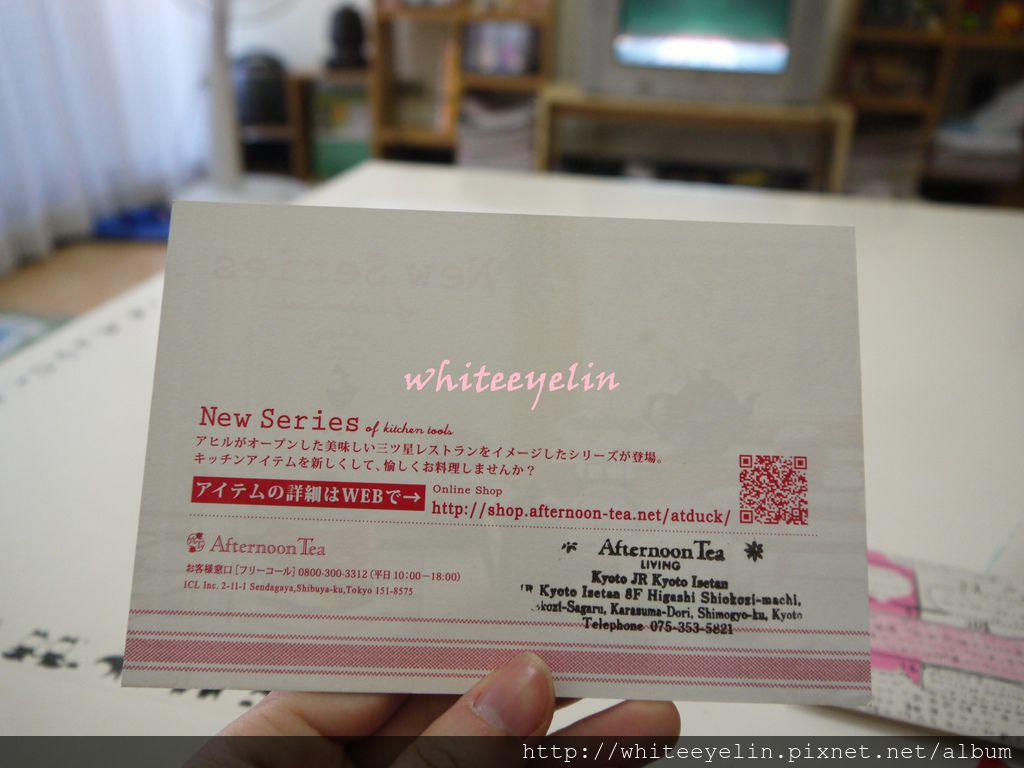 whiteeyelin
New Series of kitchen tools
アヒルがオープンした美味しい三ツ星レストランをイメージしたシリーズが登場。
キッチンアイテムを新しくして、愉しくお料理しませんか？
アイテムの詳細はWEBで→
Online Shop
http://shop.afternoon-tea.net/atduck/
Afternoon Tea
お客様窓口［フリーコール］0800-300-3312（平日10：00－18:00）
ICL Inc. 2-11-1 Sendagaya,Shibuya-ku,Tokyo 151-8575
Afternoon Tea
LIVING
Kyoto JR Kyoto Isetan
JR Kyoto Isetan 8F Higashi Shiokozi-machi,
kozi-Sagaru, Karasuma-Dori, Shimogyo-ku, Kyoto
Telephone 075-353-5821
http://whiteeyelin.pixnet.net/album